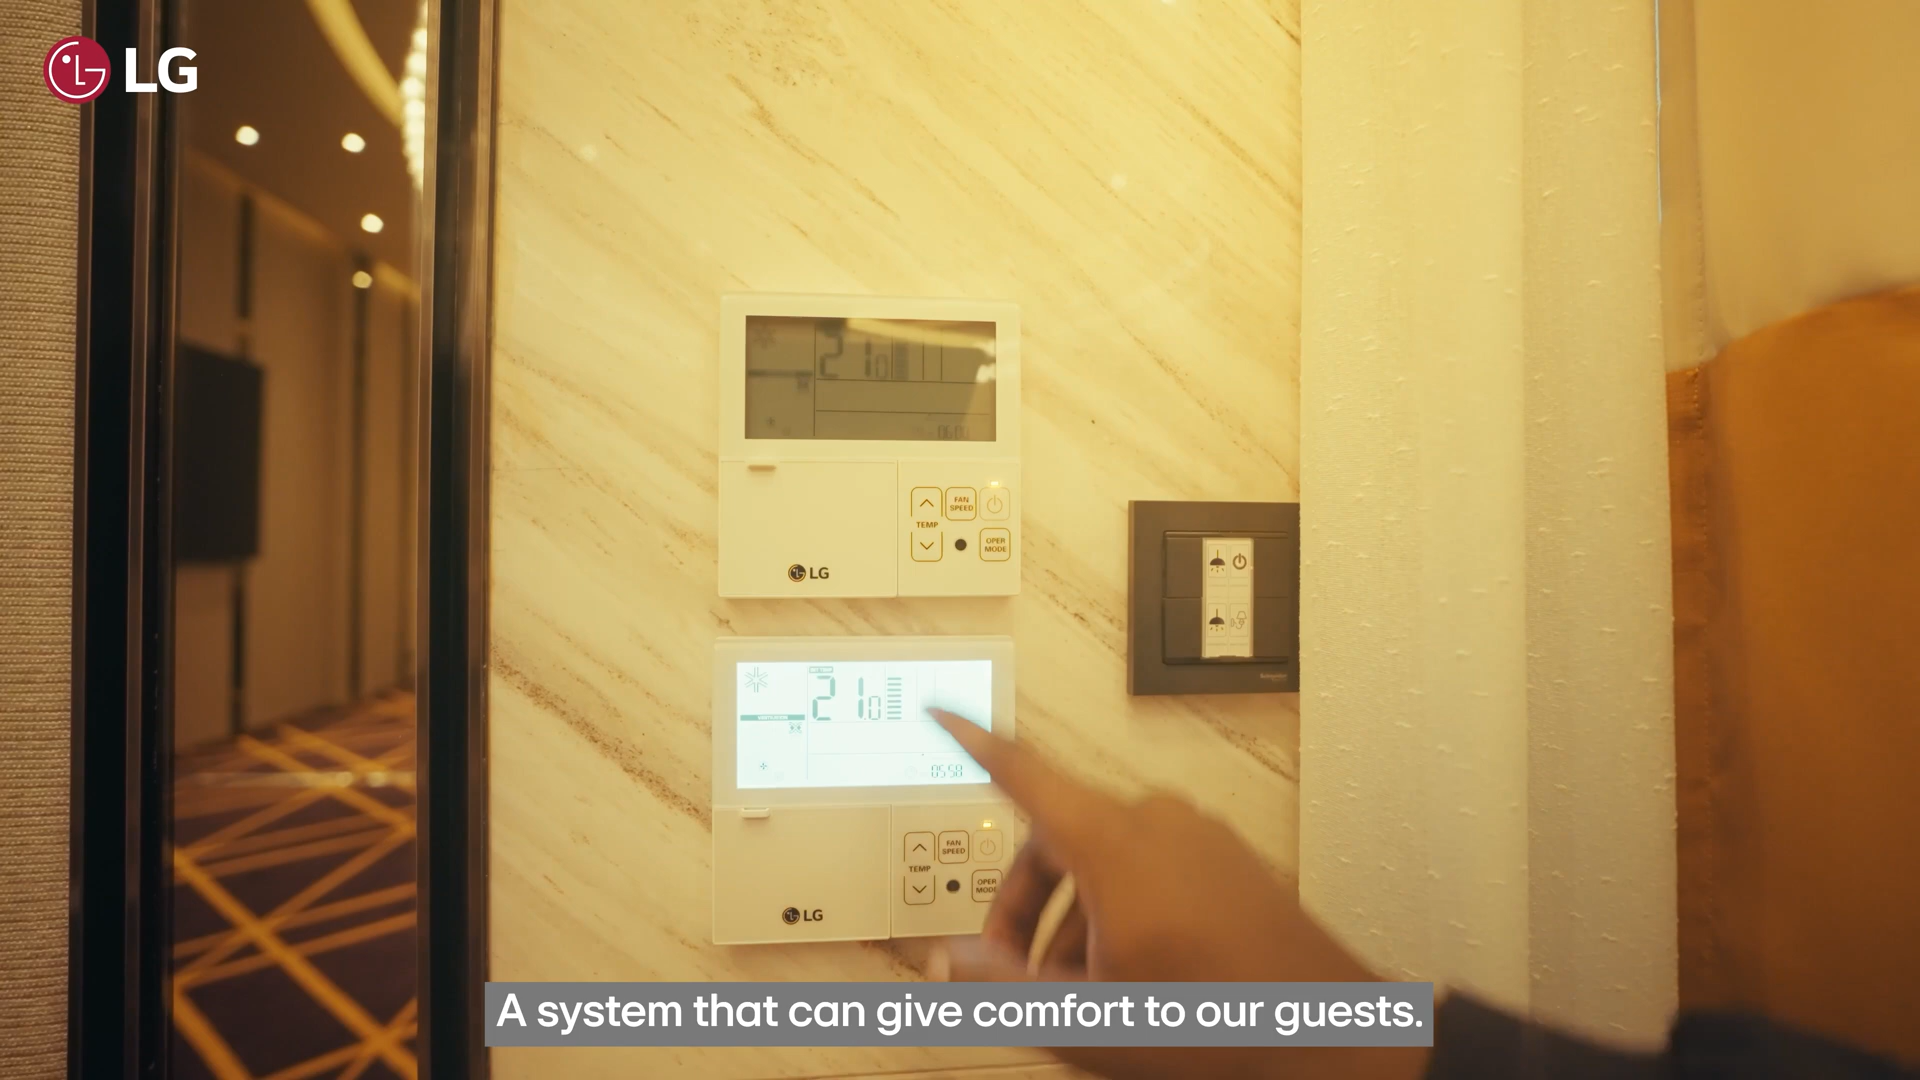 LG
21.0
FAN
SPEED
TEMP
OPER
MODE
LG
21.0
VENTILATION
05:58
FAN
SPEED
TEMP
OPER
MODE
LG
A system that can give comfort to our guests.